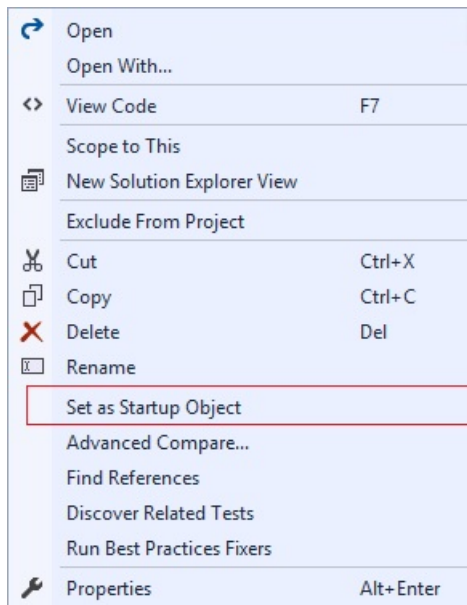 Open
Open With...
View Code F7
Scope to This
New Solution Explorer View
Exclude From Project
Cut Ctrl+X
Copy Ctrl+C
Delete Del
Rename
Set as Startup Object
Advanced Compare...
Find References
Discover Related Tests
Run Best Practices Fixers
Properties Alt+Enter